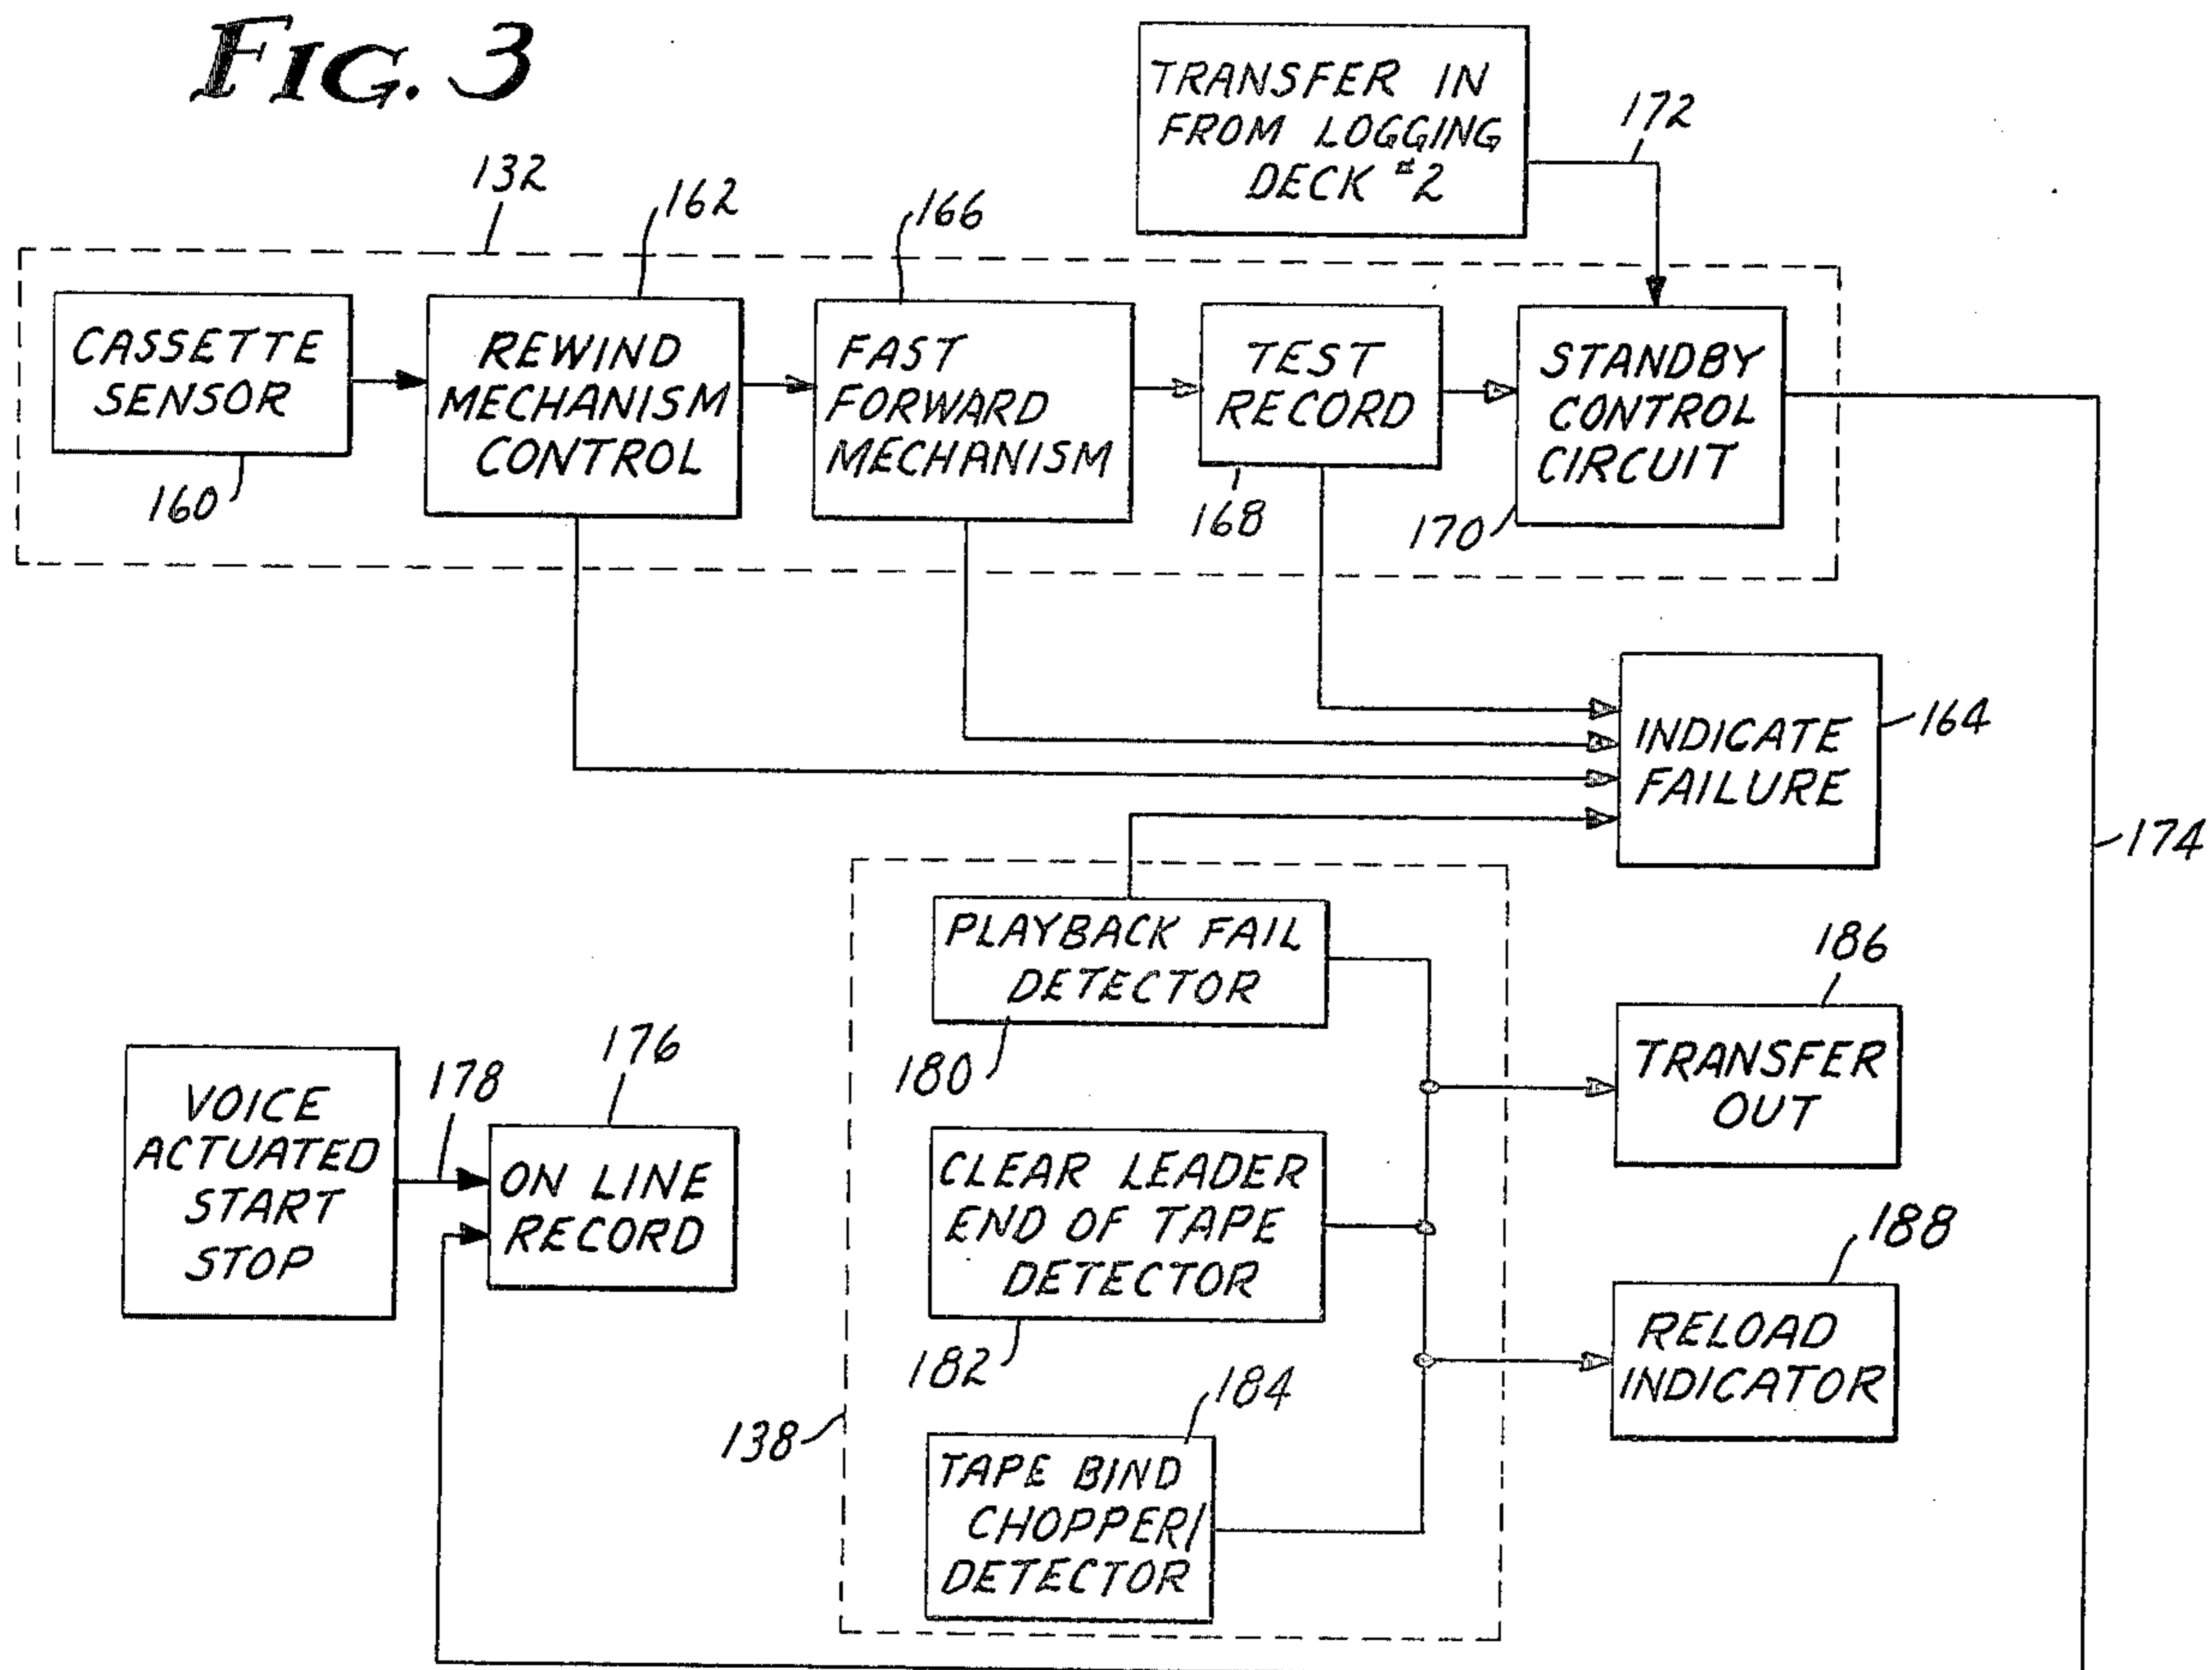 FIG. 3
TRANSFER IN
FROM LOGGING
DECK #2
172
132
162
166
CASSETTE
SENSOR
160
REWIND
MECHANISM
CONTROL
FAST
FORWARD
MECHANISM
TEST
RECORD
168
STANDBY
CONTROL
CIRCUIT
170
INDICATE
FAILURE
164
174
PLAYBACK FAIL
DETECTOR
180
186
TRANSFER
OUT
VOICE
ACTUATED
START
STOP
178
176
ON LINE
RECORD
CLEAR LEADER
END OF TAPE
DETECTOR
182
188
RELOAD
INDICATOR
138
184
TAPE BIND
CHOPPER/
DETECTOR